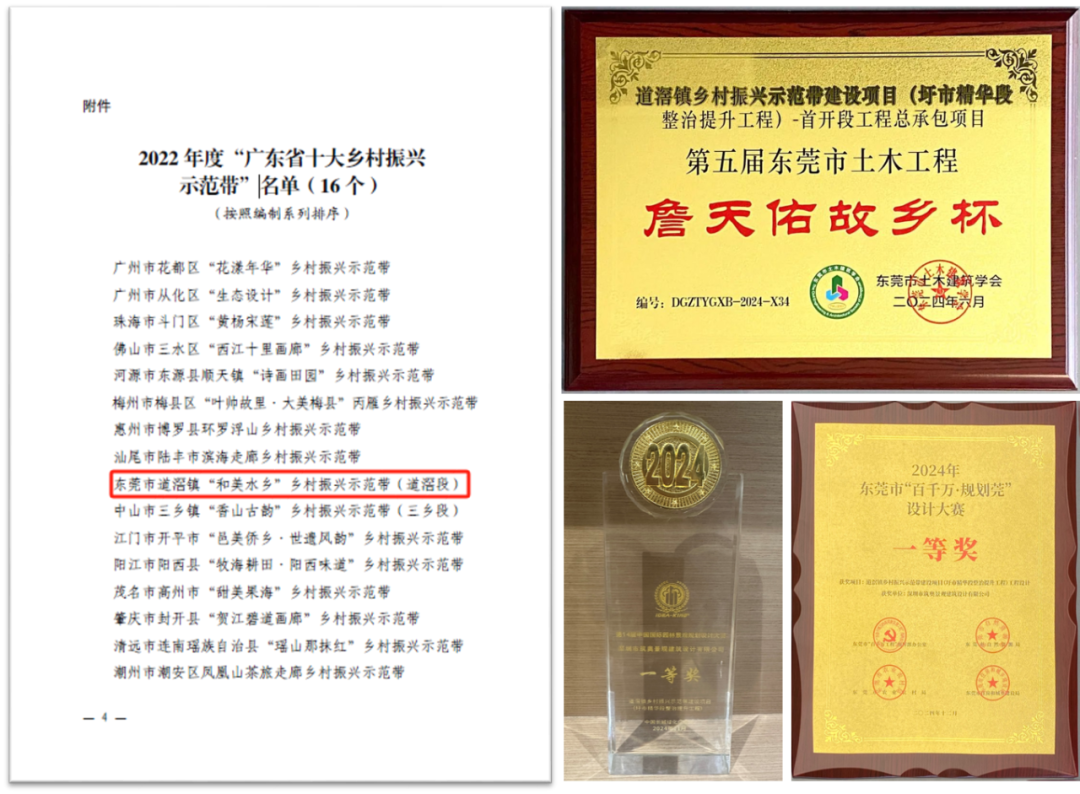 附件
2022 年度“广东省十大乡村振兴
示范带”名单（16 个）
（按照编制系列排序）
广州市花都区“花漾年华”乡村振兴示范带
广州市从化区“生态设计”乡村振兴示范带
珠海市斗门区“黄杨宋莲”乡村振兴示范带
佛山市三水区“西江十里画廊”乡村振兴示范带
河源市东源县顺天镇“诗画田园”乡村振兴示范带
梅州市梅县区“叶帅故里·大美梅县”丙雁乡村振兴示范带
惠州市博罗县环罗浮山乡村振兴示范带
汕尾市陆丰市滨海走廊乡村振兴示范带
东莞市道滘镇“和美水乡”乡村振兴示范带（道滘段）
中山市三乡镇“香山古韵”乡村振兴示范带（三乡段）
江门市开平市“邑美侨乡·世遗风韵”乡村振兴示范带
阳江市阳西县“牧海耕田·阳西味道”乡村振兴示范带
茂名市高州市“甜美果海”乡村振兴示范带
肇庆市封开县“贺江碧道画廊”乡村振兴示范带
清远市连南瑶族自治县“瑶山那抹红”乡村振兴示范带
潮州市潮安区凤凰山茶旅走廊乡村振兴示范带
— 4 —
道滘镇乡村振兴示范带建设项目（圩市精华段
整治提升工程）-首开段工程总承包项目
第五届东莞市土木工程
詹天佑故乡杯
编号：DGZTYGXB-2024-X34
东莞市土木建筑学会
二〇二四年六月
2024
一等奖
2024年
东莞市“百千万·规划莞”
设计大赛
一等奖